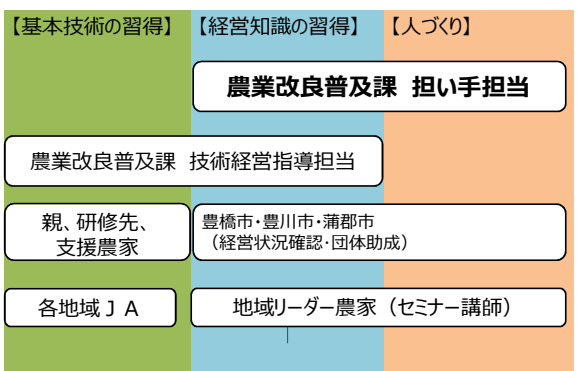 【基本技術の習得】 【経営知識の習得】 【人づくり】
農業改良普及課 担い手担当
農業改良普及課 技術経営指導担当
親、研修先、
支援農家
豊橋市・豊川市・蒲郡市
（経営状況確認・団体助成）
各地域ＪＡ
地域リーダー農家（セミナー講師）